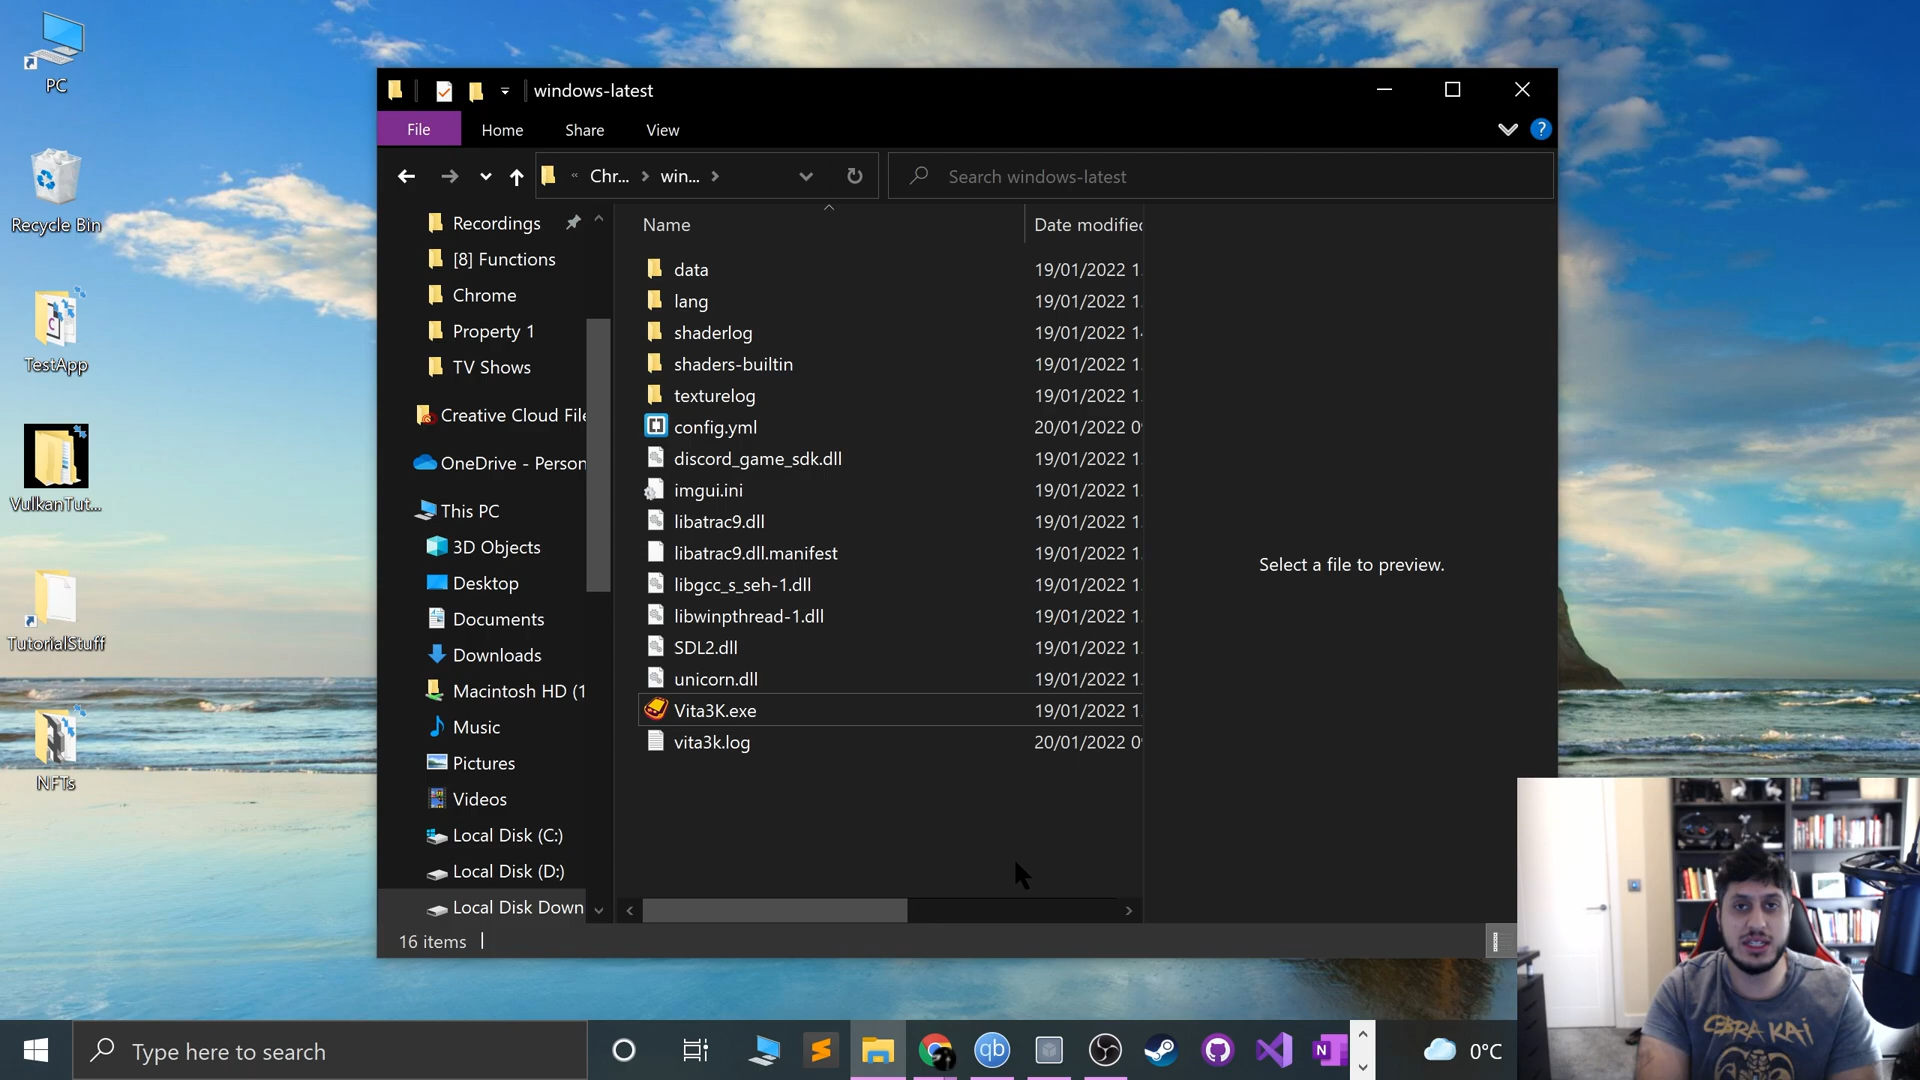 PC
Recycle Bin
TestApp
VulkanTut...
TutorialStuff
NFTs
windows-latest
File
Home
Share
View
?
«
Chr...
win...
Search windows-latest
Recordings
[8] Functions
Chrome
Property 1
TV Shows
Creative Cloud File
OneDrive - Person
This PC
3D Objects
Desktop
Documents
Downloads
Macintosh HD (1
Music
Pictures
Videos
Local Disk (C:)
Local Disk (D:)
Local Disk Down
Name
Date modified
data
19/01/2022 1
lang
19/01/2022 1
shaderlog
19/01/2022 14
shaders-builtin
19/01/2022 1
texturelog
19/01/2022 1
config.yml
20/01/2022 0
discord_game_sdk.dll
19/01/2022 1
imgui.ini
19/01/2022 1
libatrac9.dll
19/01/2022 1
libatrac9.dll.manifest
19/01/2022 1
libgcc_s_seh-1.dll
19/01/2022 1
libwinpthread-1.dll
19/01/2022 1
SDL2.dll
19/01/2022 1
unicorn.dll
19/01/2022 1
Vita3K.exe
19/01/2022 1
vita3k.log
20/01/2022 0
Select a file to preview.
16 items
Type here to search
qb
N
0°C
COBRA KAI